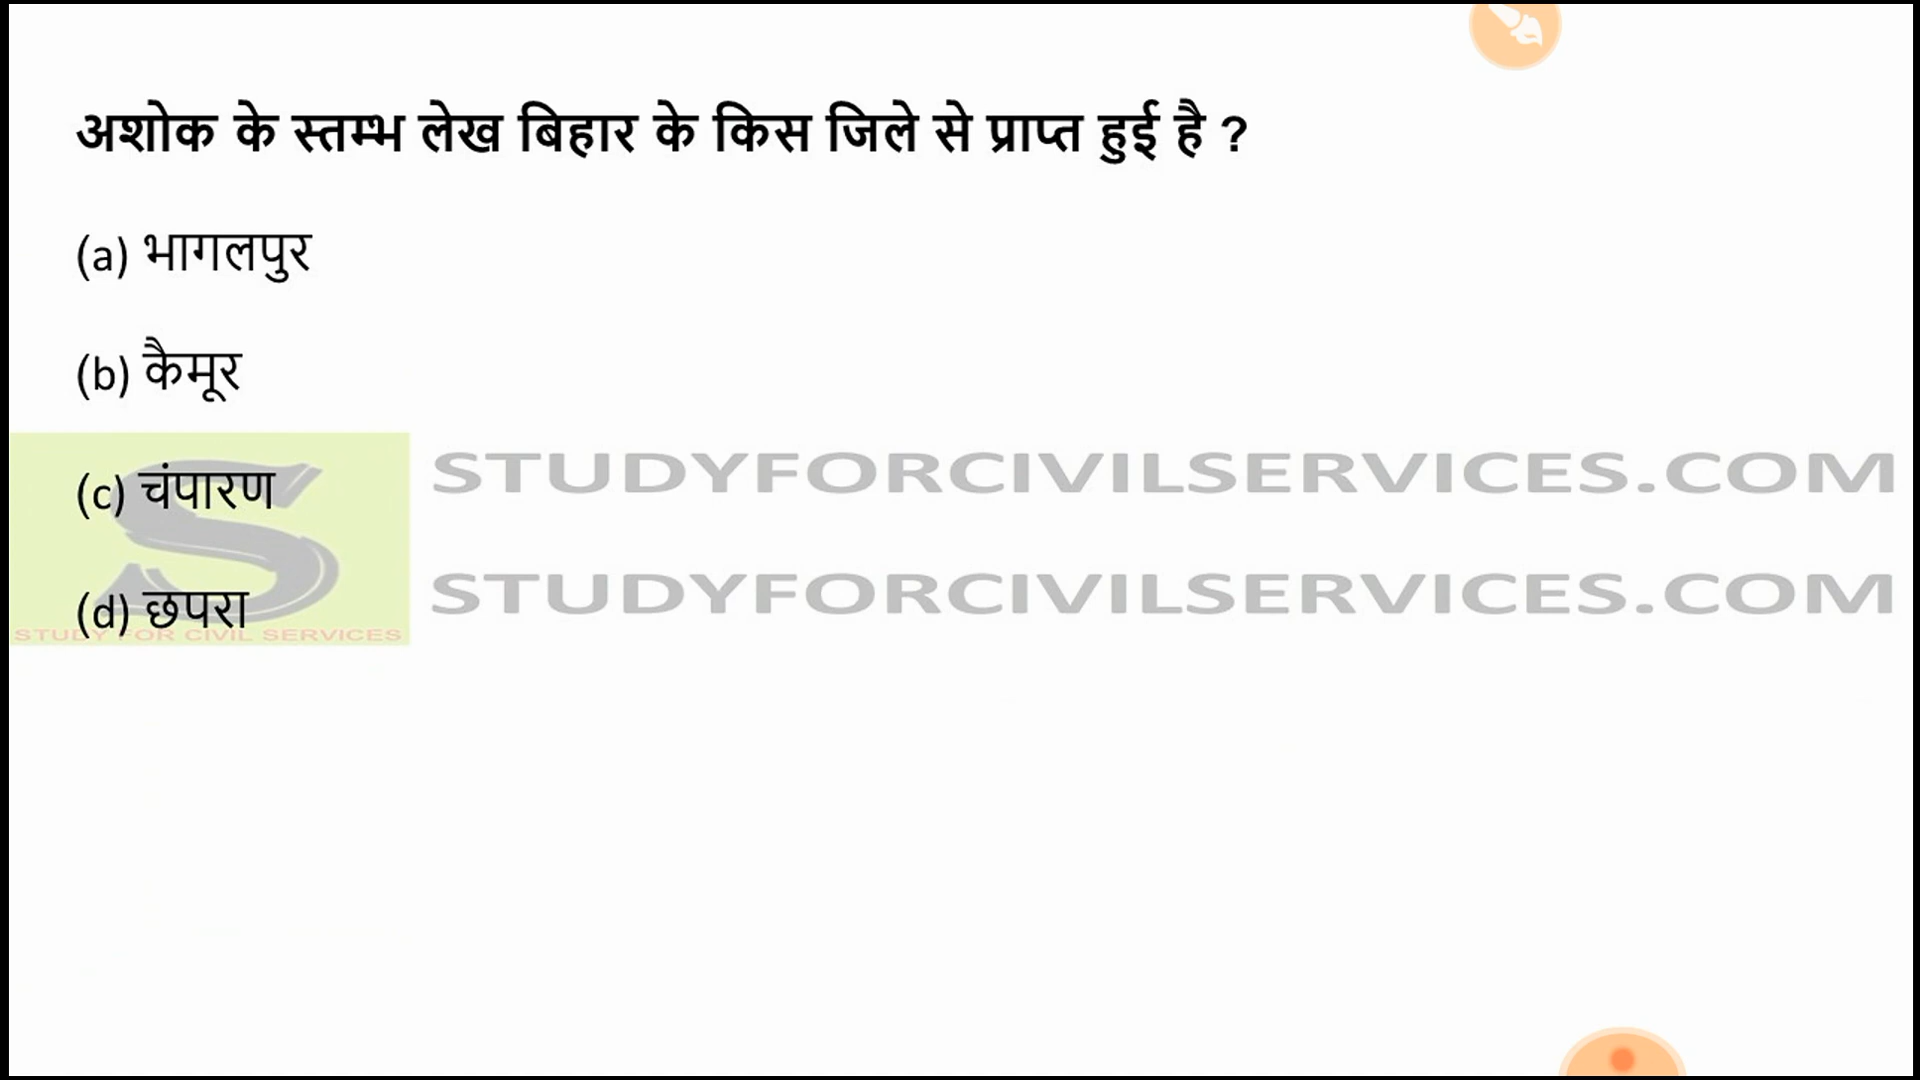 अशोक के स्तम्भ लेख बिहार के किस जिले से प्राप्त हुई है ?
(a) भागलपुर
(b) कैमूर
(c) चंपारण
STUDYFORCIVILSERVICES.COM
(d) छपरा
STUDYFORCIVILSERVICES.COM
STUDY FOR CIVIL SERVICES